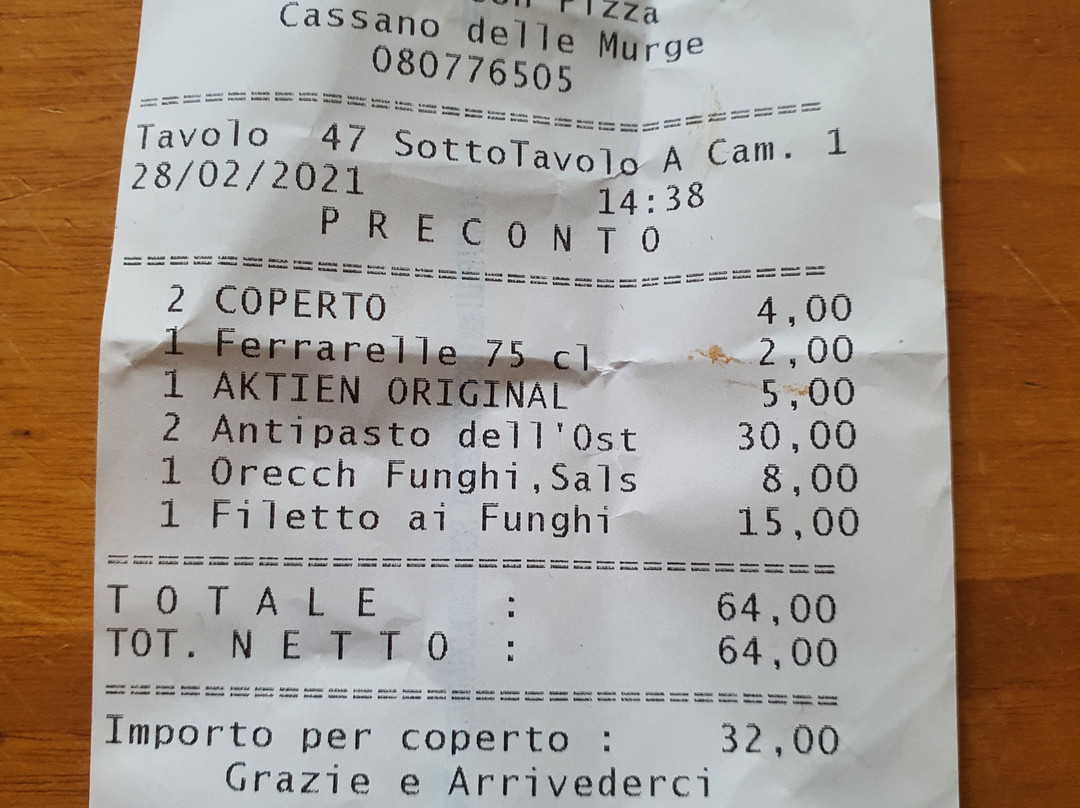 Pizza
Cassano delle Murge
080776505
Tavolo 47 SottoTavolo A Cam. 1
28/02/2021 14:38
P R E C O N T O
2 COPERTO 4,00
1 Ferrarelle 75 cl 2,00
1 AKTIEN ORIGINAL 5,00
2 Antipasto dell'Ost 30,00
1 Orecch Funghi,Sals 8,00
1 Filetto ai Funghi 15,00
T O T A L E : 64,00
TOT. N E T T O : 64,00
Importo per coperto : 32,00
Grazie e Arrivederci